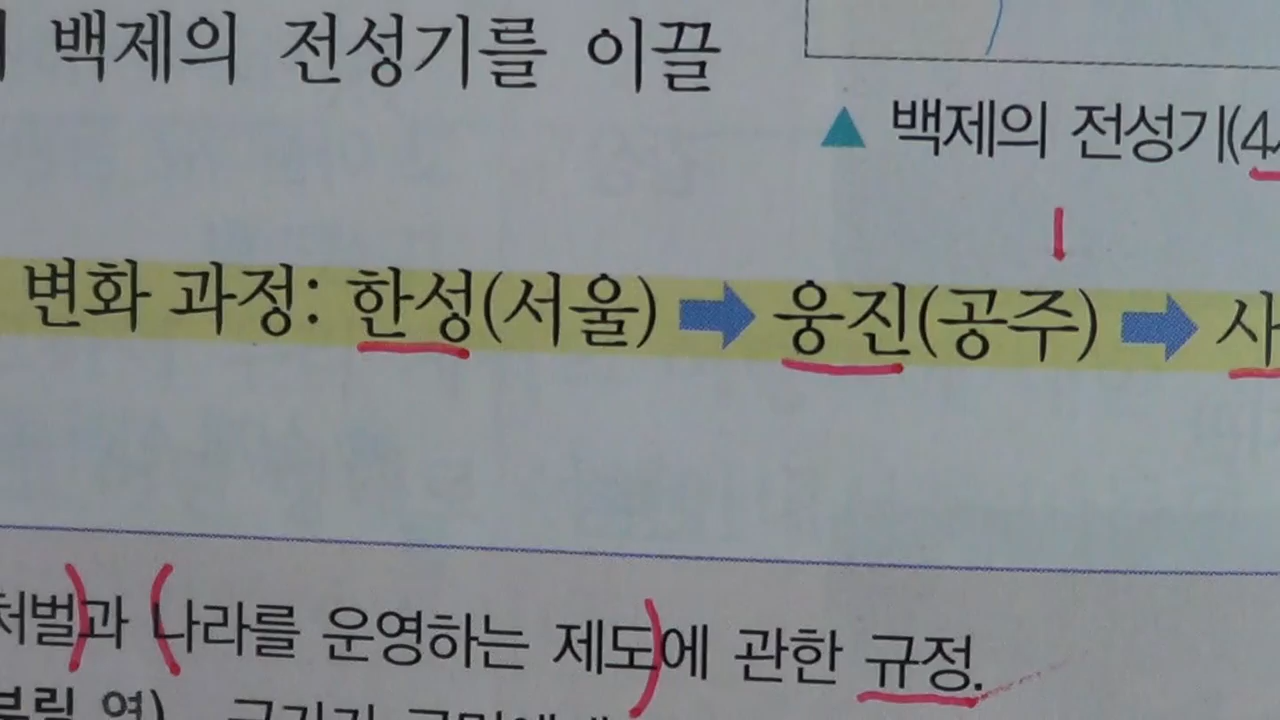 백제의 전성기를 이끌
▲ 백제의 전성기(4
변화 과정: 한성(서울) ➡ 웅진(공주) ➡ 사
처벌과 나라를 운영하는 제도에 관한 규정.